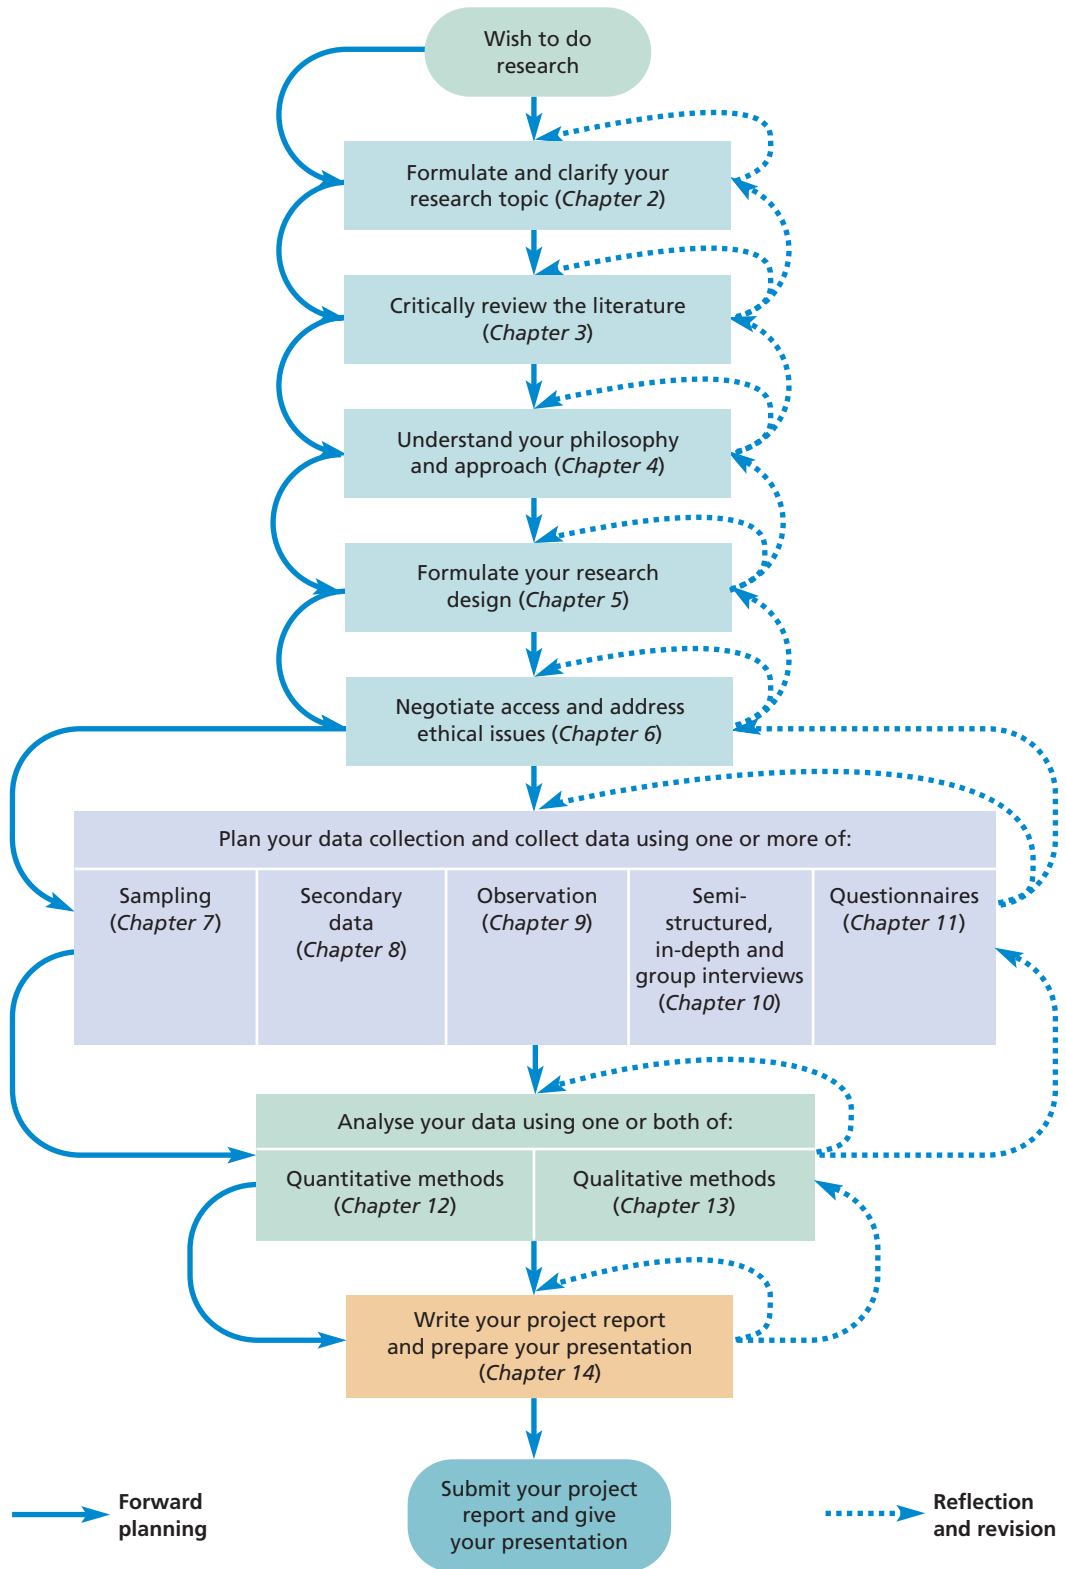 Wish to do
research
Formulate and clarify your
research topic (Chapter 2)
Critically review the literature
(Chapter 3)
Understand your philosophy
and approach (Chapter 4)
Formulate your research
design (Chapter 5)
Negotiate access and address
ethical issues (Chapter 6)
Plan your data collection and collect data using one or more of:
Sampling
(Chapter 7)
Secondary
data
(Chapter 8)
Observation
(Chapter 9)
Semi-
structured,
in-depth and
group interviews
(Chapter 10)
Questionnaires
(Chapter 11)
Analyse your data using one or both of:
Quantitative methods
(Chapter 12)
Qualitative methods
(Chapter 13)
Write your project report
and prepare your presentation
(Chapter 14)
Submit your project
report and give
your presentation
Forward
planning
Reflection
and revision